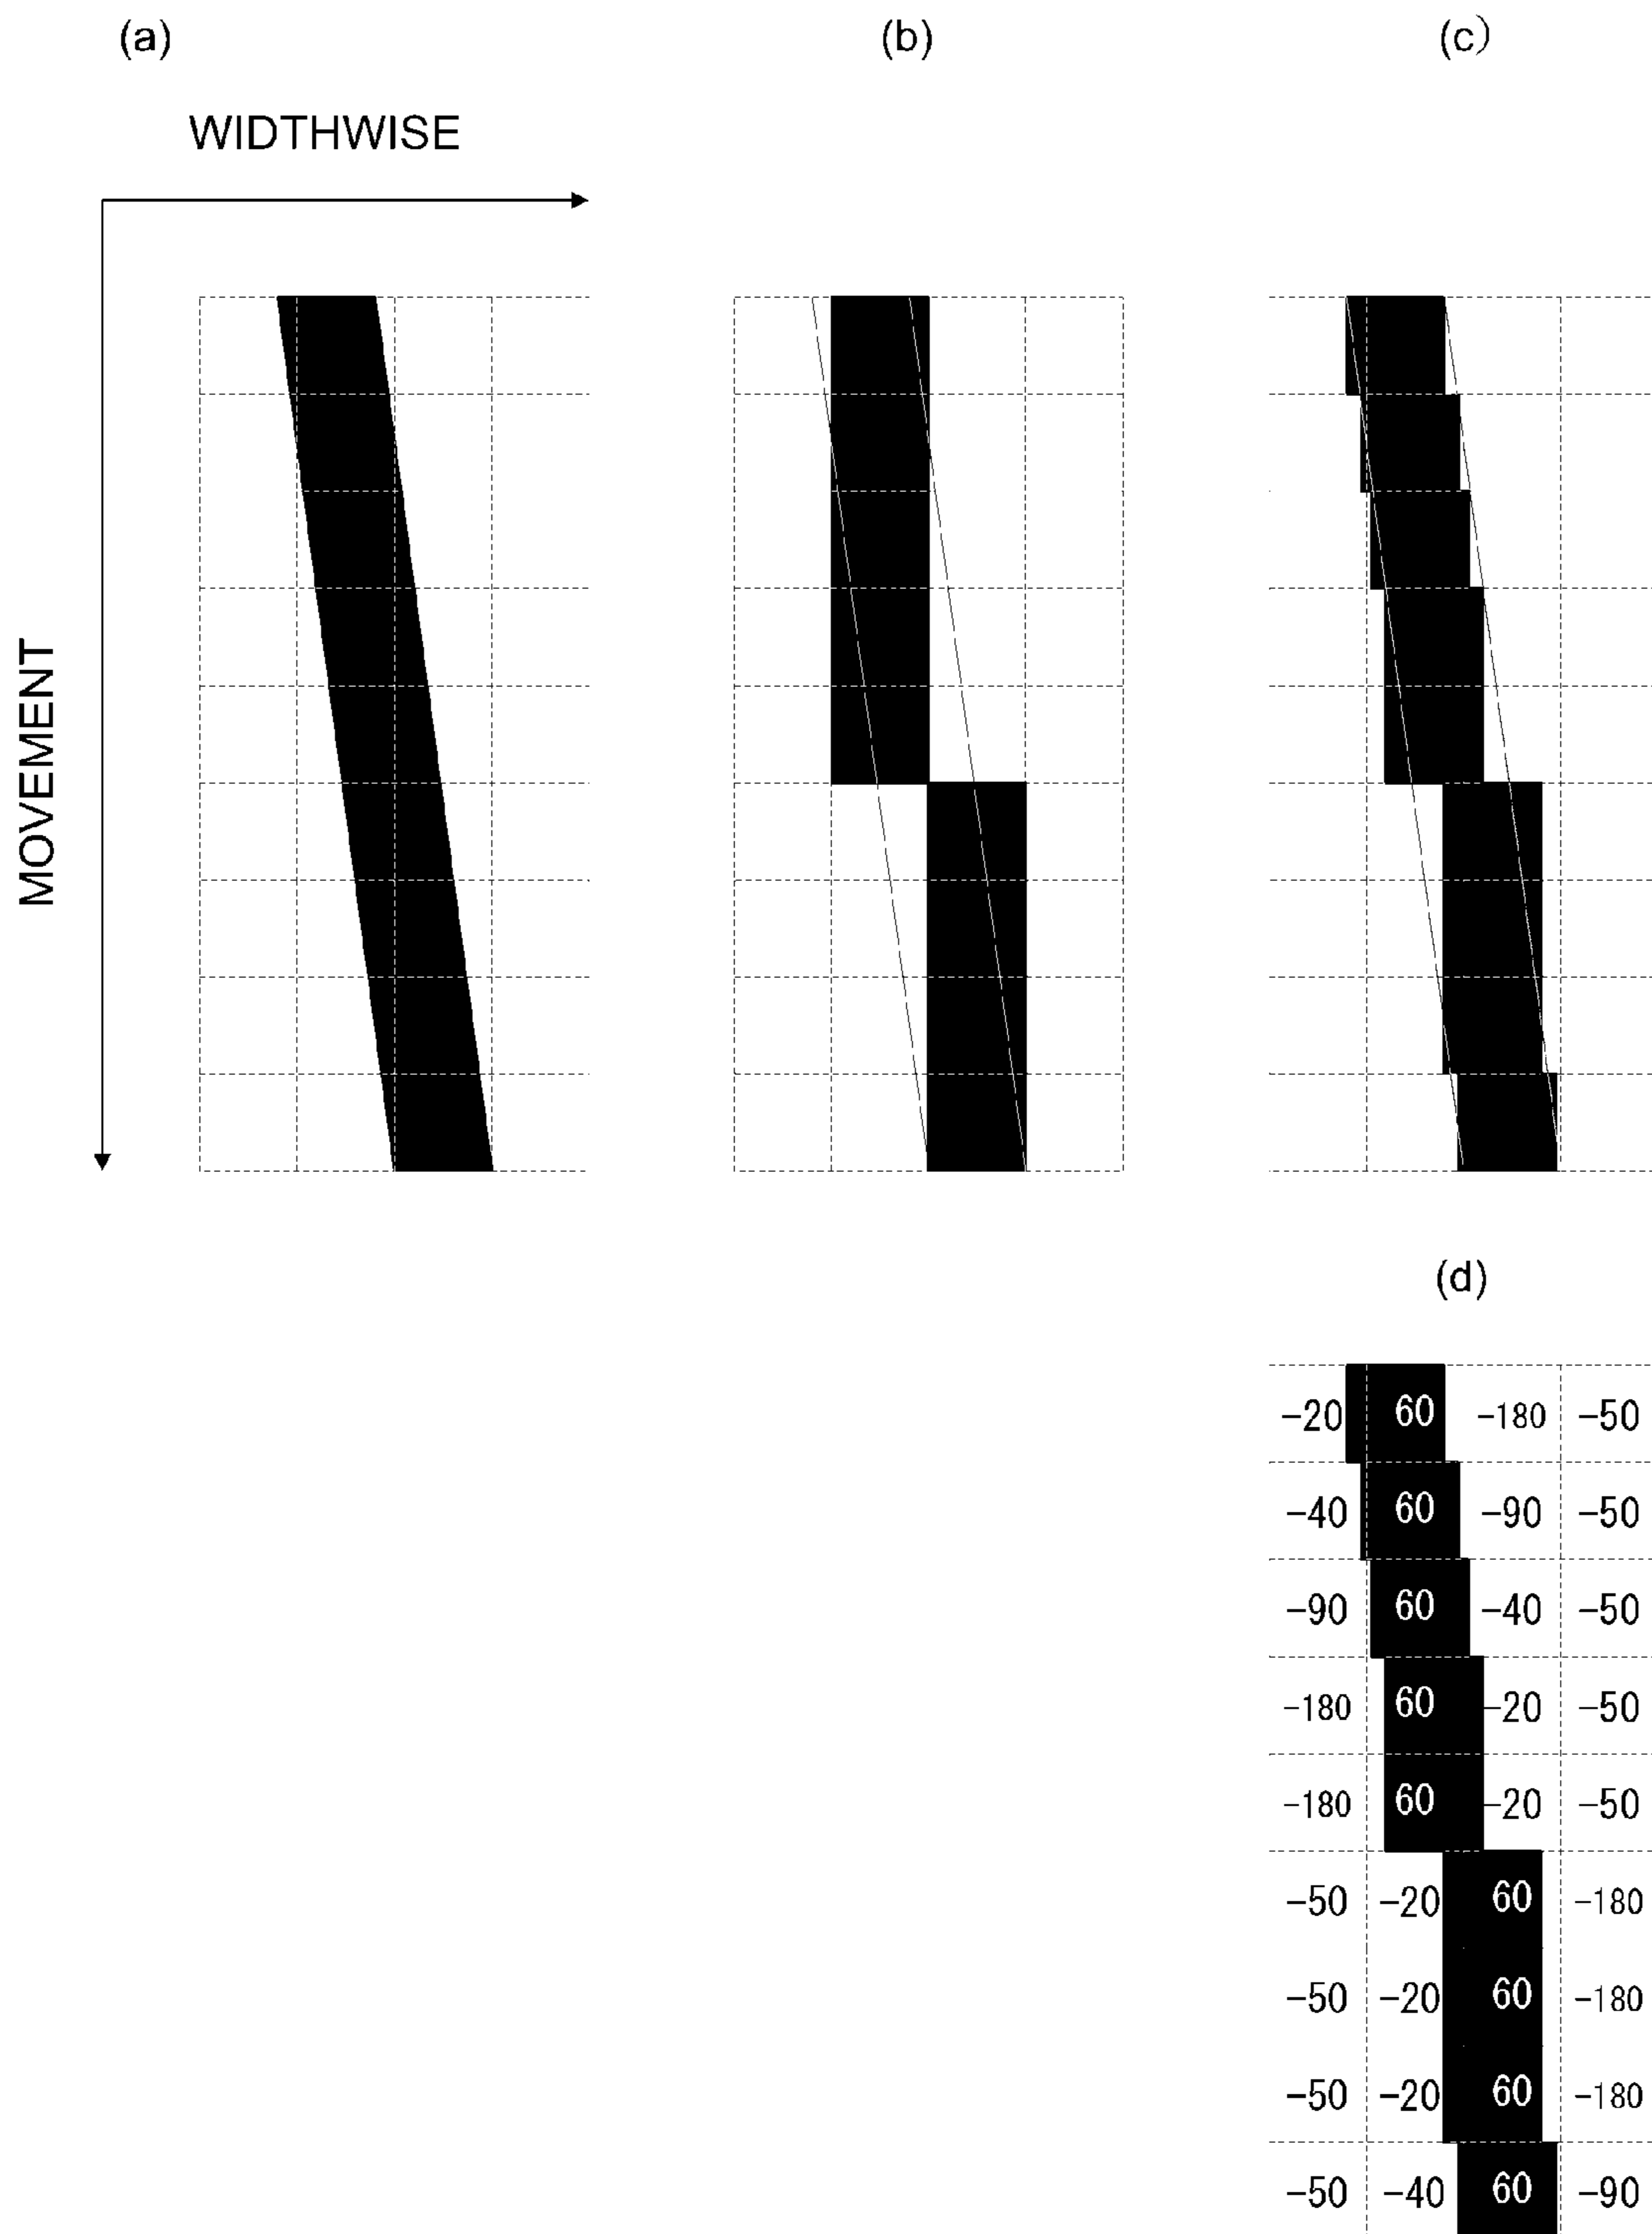 (a)
(b)
(c)
WIDTHWISE
MOVEMENT
(d)
-20 60 -180 -50
-40 60 -90 -50
-90 60 -40 -50
-180 60 -20 -50
-180 60 -20 -50
-50 -20 60 -180
-50 -20 60 -180
-50 -20 60 -180
-50 -40 60 -90